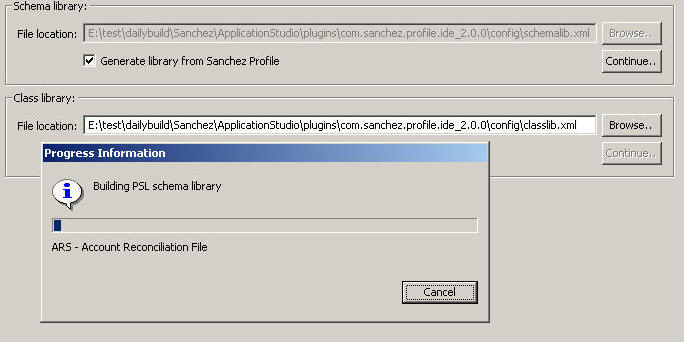 Schema library:
File location: E:\test\dailybuild\Sanchez\ApplicationStudio\plugins\com.sanchez.profile.ide_2.0.0\config\schemalib.xml Browse..
Generate library from Sanchez Profile Continue..
Class library:
File location: E:\test\dailybuild\Sanchez\ApplicationStudio\plugins\com.sanchez.profile.ide_2.0.0\config\classlib.xml Browse..
Continue..
Progress Information
Building PSL schema library
ARS - Account Reconciliation File
Cancel